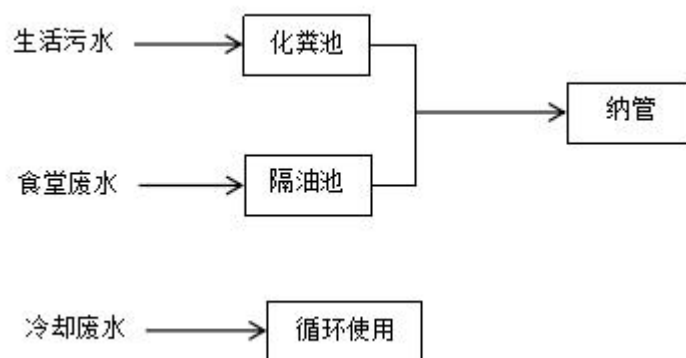 生活污水
化粪池
纳管
食堂废水
隔油池
冷却废水
循环使用